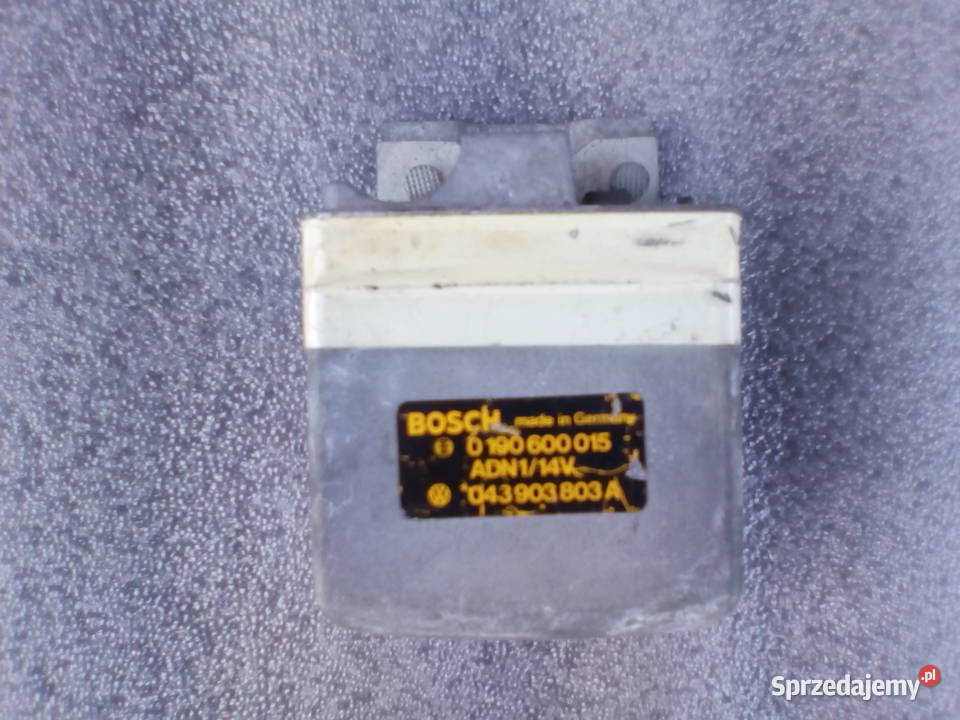 BOSCH made in Germany
0 190 600 015
ADN1/14V
043 903 803 A
Sprzedajemy.pl